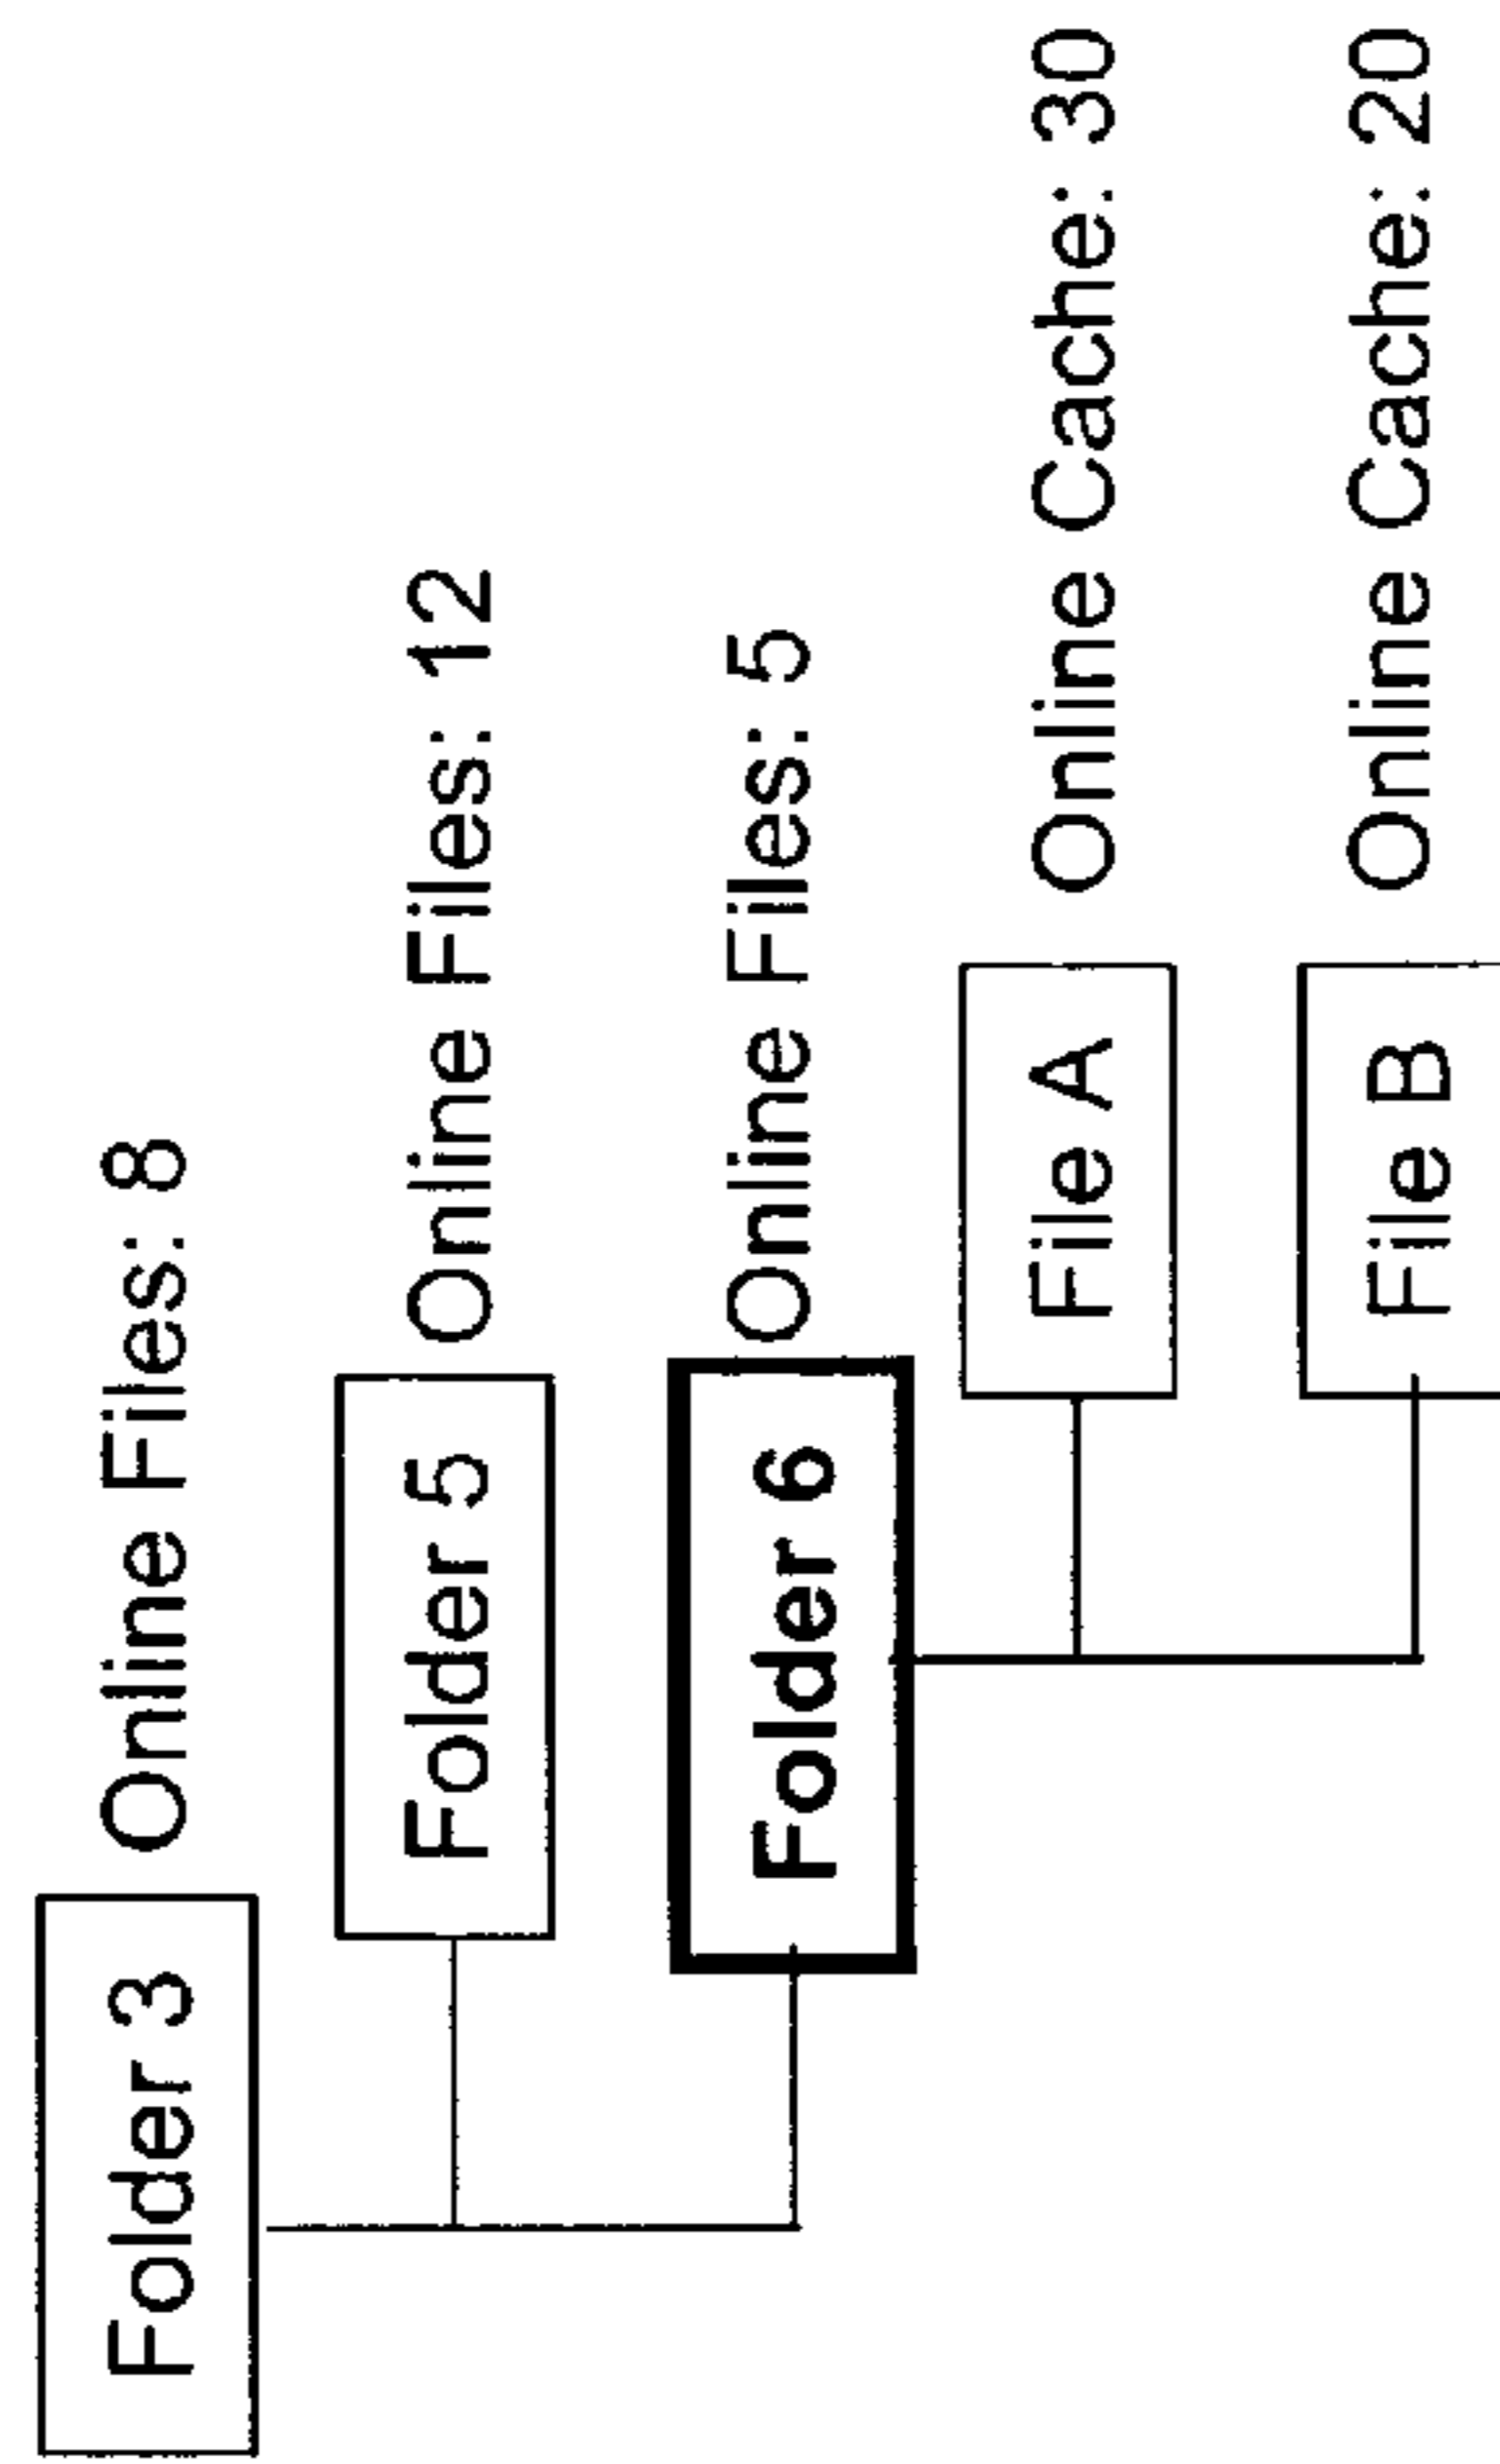 Folder 3 Online Files: 8
Folder 5 Online Files: 12
Folder 6 Online Files: 5
File A Online Cache: 30
File B Online Cache: 20